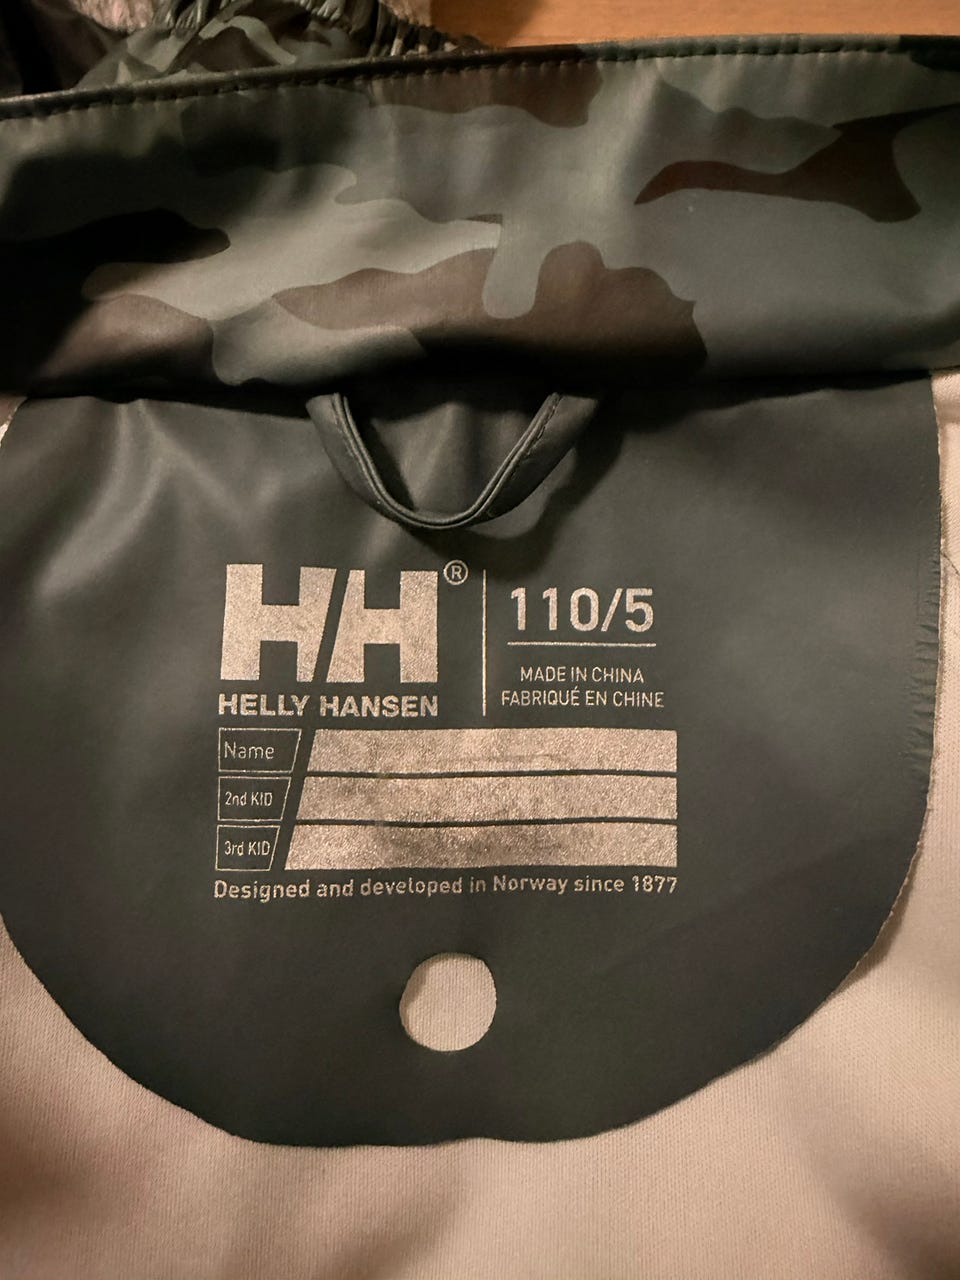 HH®
HELLY HANSEN
110/5
MADE IN CHINA
FABRIQUÉ EN CHINE
Name
2nd KID
3rd KID
Designed and developed in Norway since 1877